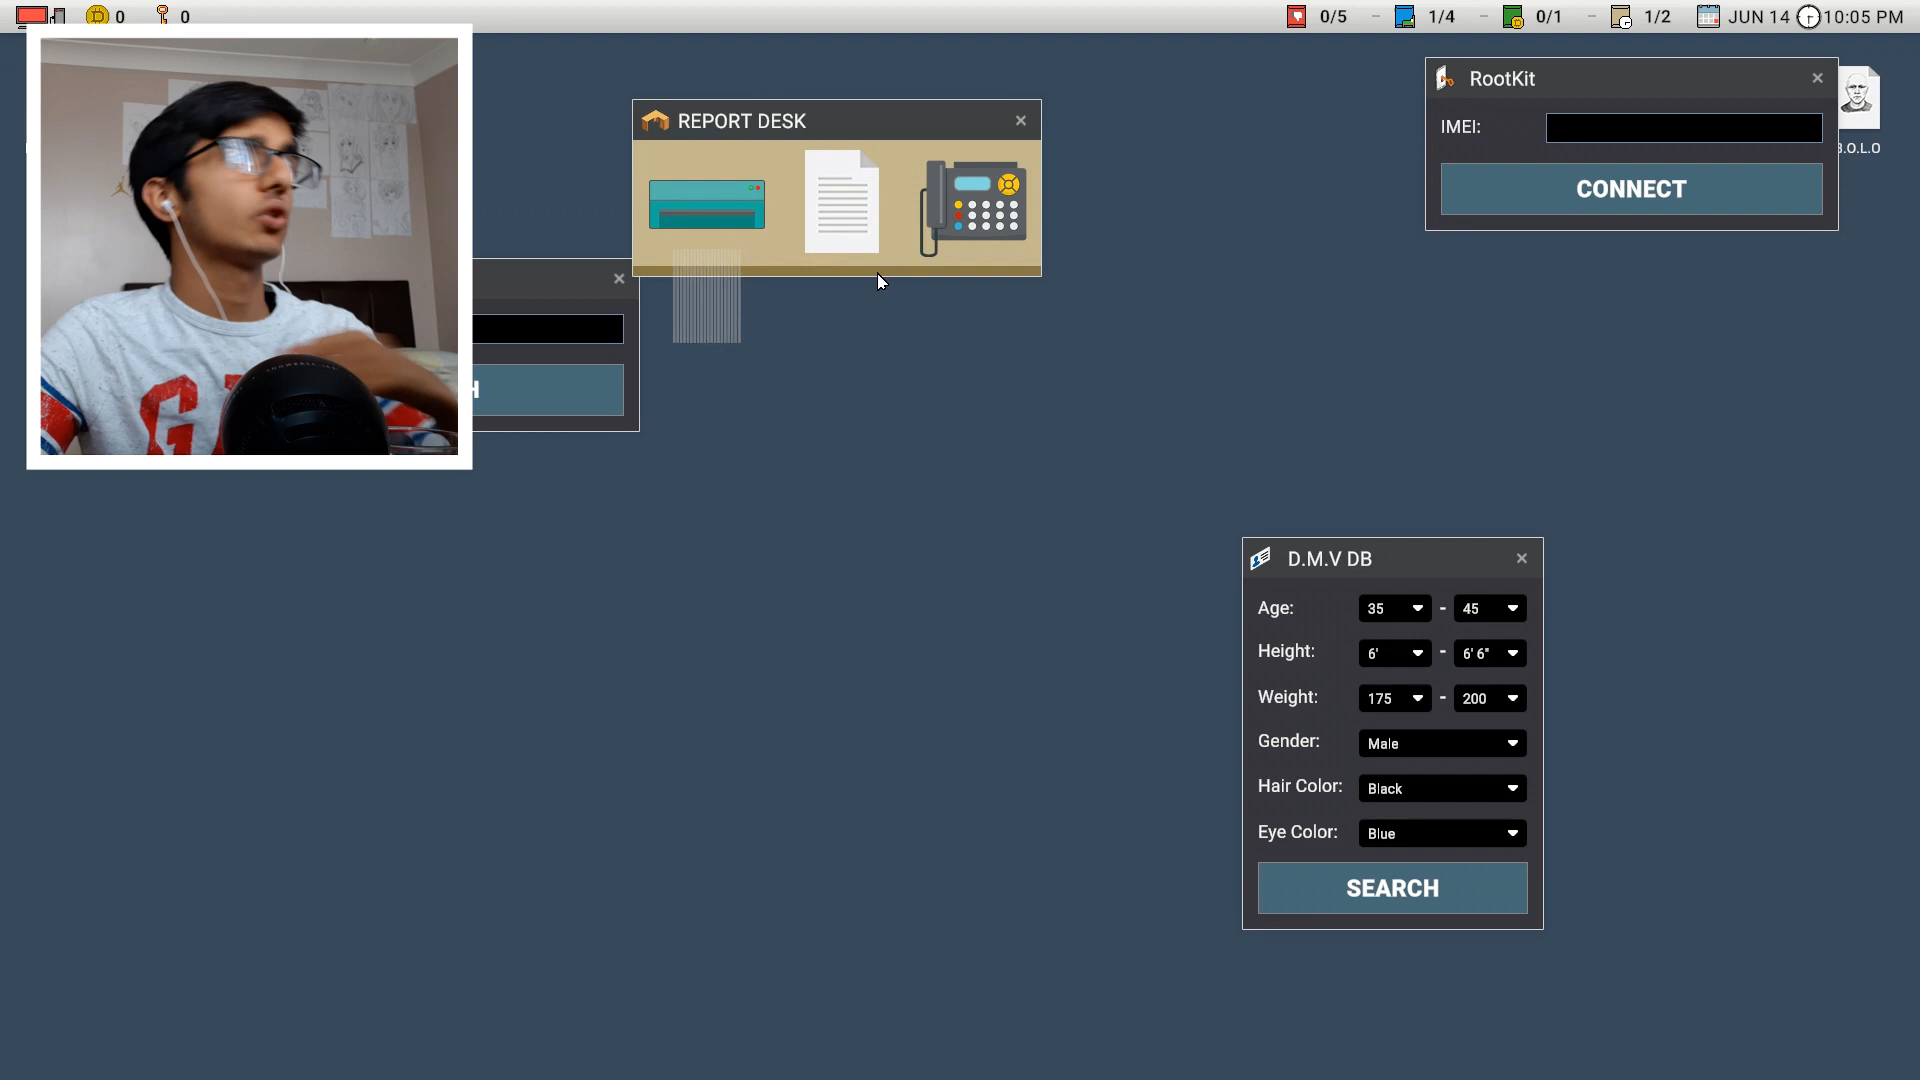 0 0 0/5 - 1/4 - 0/1 - 1/2 JUN 14 10:05 PM
RootKit
IMEI:
CONNECT
B.O.L.O
REPORT DESK
H
G
D.M.V DB
Age: 35 - 45
Height: 6' - 6' 6"
Weight: 175 - 200
Gender: Male
Hair Color: Black
Eye Color: Blue
SEARCH